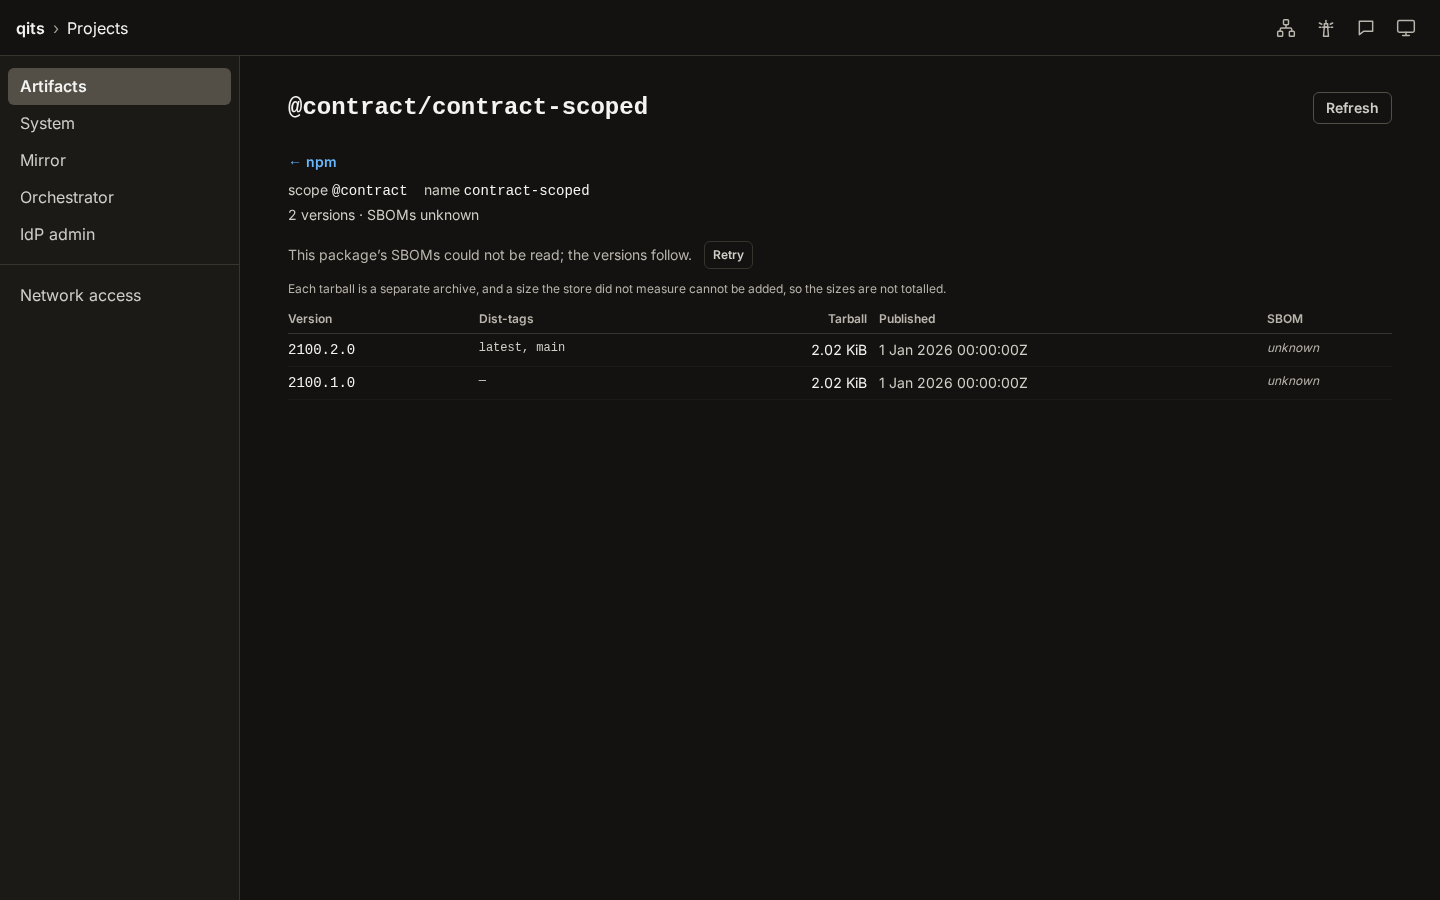 qits › Projects
Artifacts
System
Mirror
Orchestrator
IdP admin
Network access
@contract/contract-scoped
Refresh
← npm
scope @contract name contract-scoped
2 versions · SBOMs unknown
This package’s SBOMs could not be read; the versions follow. Retry
Each tarball is a separate archive, and a size the store did not measure cannot be added, so the sizes are not totalled.
Version Dist-tags Tarball Published SBOM
2100.2.0 latest, main 2.02 KiB 1 Jan 2026 00:00:00Z unknown
2100.1.0 — 2.02 KiB 1 Jan 2026 00:00:00Z unknown